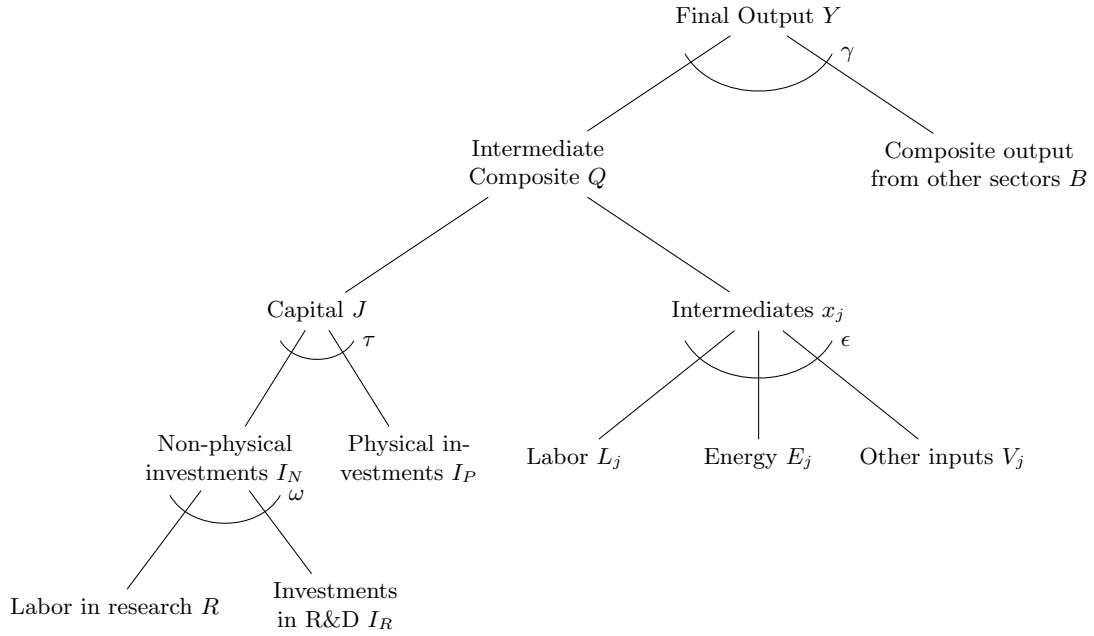 Final Output Y
γ
Intermediate
Composite Q
Composite output
from other sectors B
Capital J
τ
Intermediates x_j
ϵ
Non-physical
investments I_N
ω
Physical in-
vestments I_P
Labor L_j
Energy E_j
Other inputs V_j
Labor in research R
Investments
in R&D I_R